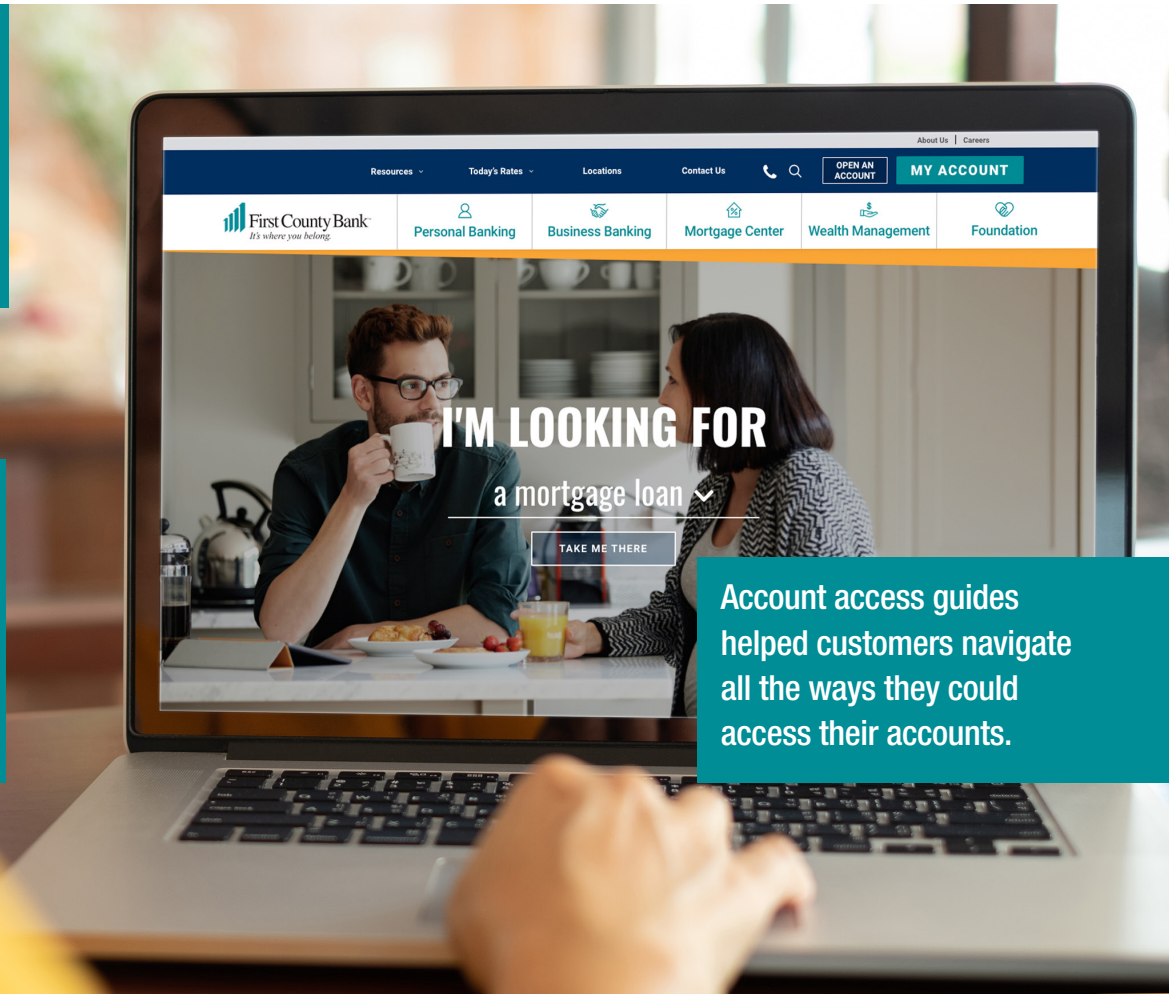 About Us | Careers
Resources Today's Rates Locations Contact Us OPEN AN ACCOUNT MY ACCOUNT
First County Bank
It's where you belong.
Personal Banking Business Banking Mortgage Center Wealth Management Foundation
I'M LOOKING FOR
a mortgage loan
TAKE ME THERE
Account access guides
helped customers navigate
all the ways they could
access their accounts.